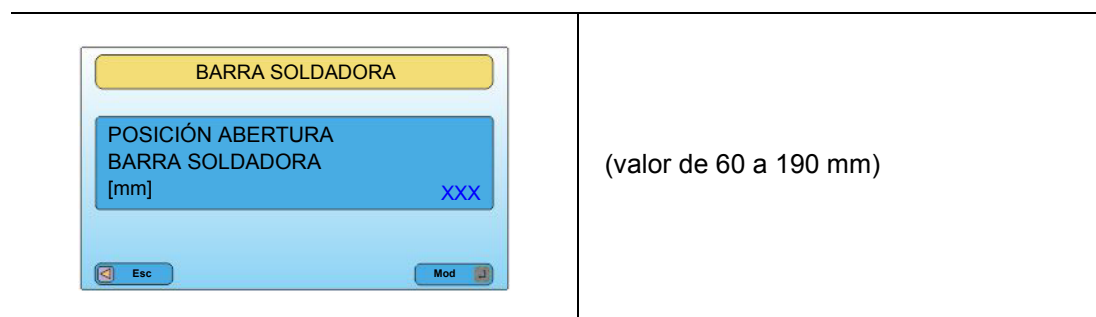 BARRA SOLDADORA
POSICIÓN ABERTURA
BARRA SOLDADORA
[mm]
XXX
Esc
Mod
(valor de 60 a 190 mm)